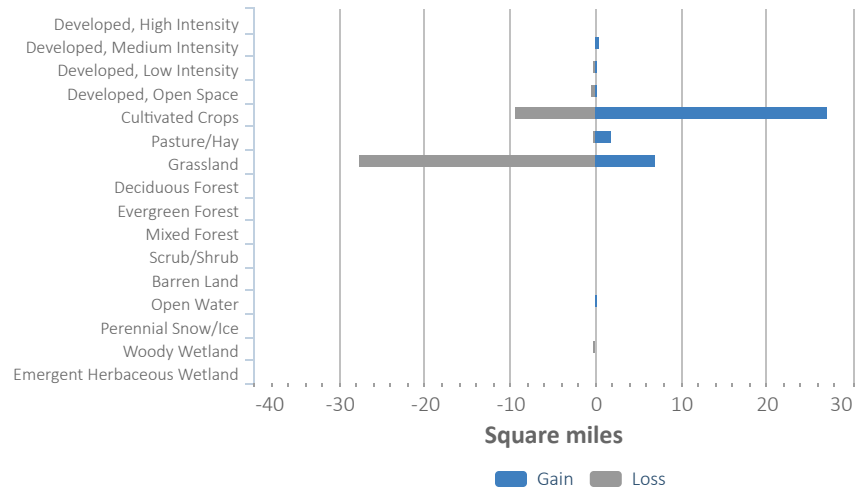 Developed, High Intensity
Developed, Medium Intensity
Developed, Low Intensity
Developed, Open Space
Cultivated Crops
Pasture/Hay
Grassland
Deciduous Forest
Evergreen Forest
Mixed Forest
Scrub/Shrub
Barren Land
Open Water
Perennial Snow/Ice
Woody Wetland
Emergent Herbaceous Wetland
-40 -30 -20 -10 0 10 20 30
Square miles
Gain Loss